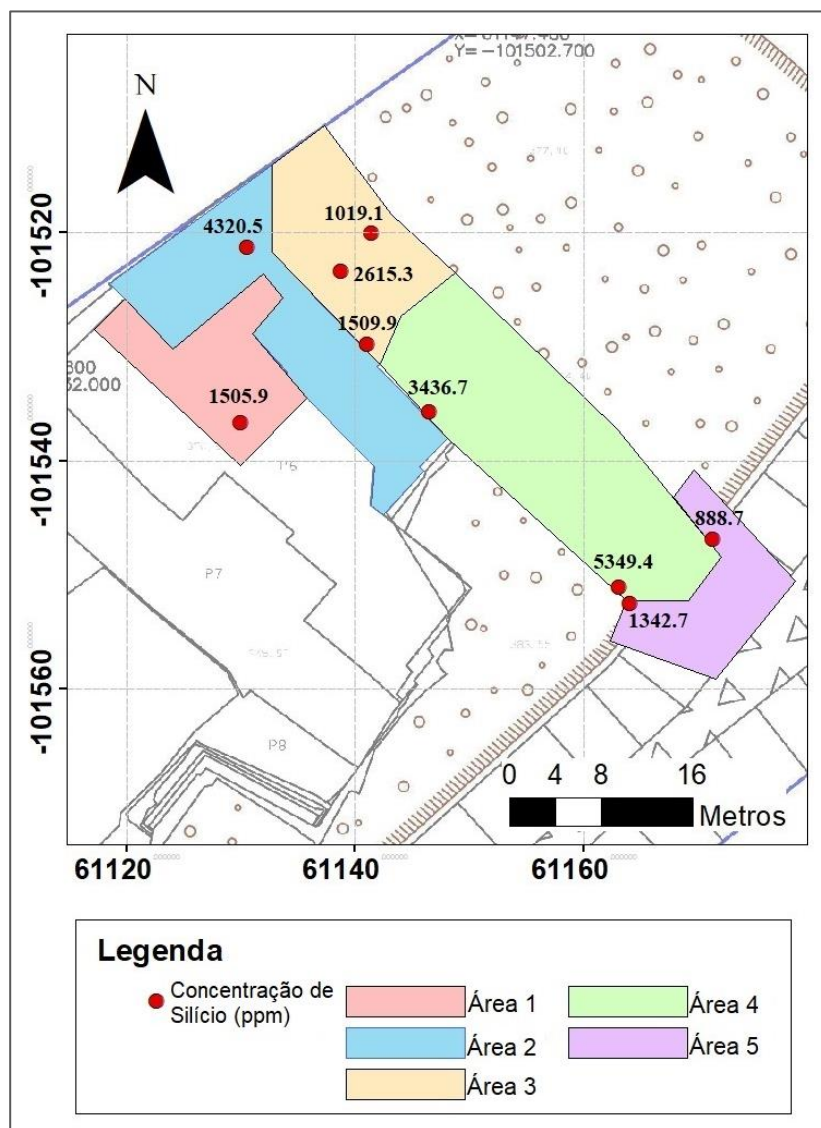 Y= -101502.700
N
-101520
-101540
-101560
4320.5
1019.1
2615.3
1509.9
1505.9
3436.7
888.7
5349.4
1342.7
P7
P8
0 4 8 16
Metros
61120 61140 61160
Legenda
Concentração de
Silício (ppm)
Área 1
Área 2
Área 3
Área 4
Área 5